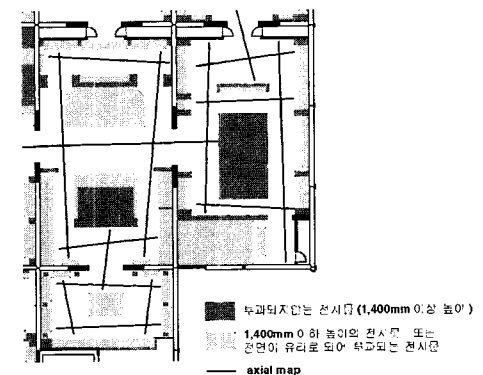 투과되지않는 전시물 (1,400mm 이상 높이)
1,400mm 이하 높이의 전시물 또는
전면이 유리로 되어 투과되는 전시물
axial map